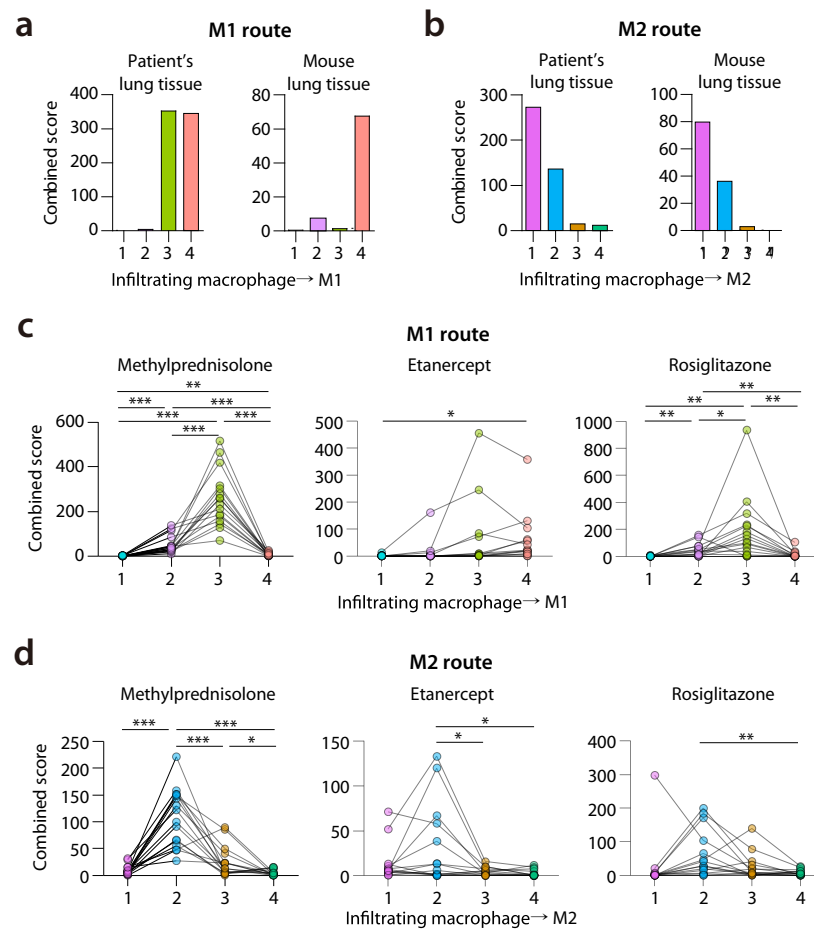 a
M1 route
b
M2 route
Patient's
lung tissue
Mouse
lung tissue
Patient's
lung tissue
Mouse
lung tissue
Combined score
400
300
200
100
0
1 2 3 4
80
60
40
20
0
1 2 3 4
Infiltrating macrophage→ M1
Combined score
300
200
100
0
1 2 3 4
100
80
60
40
20
0
1 2 3 4
Infiltrating macrophage→ M2
c
M1 route
Methylprednisolone
Etanercept
Rosiglitazone
**
*** ***
*** ***
***
*
**
** **
** *
Combined score
600
400
200
0
1 2 3 4
500
400
300
200
100
0
1 2 3 4
1000
800
600
400
200
0
1 2 3 4
Infiltrating macrophage→ M1
d
M2 route
Methylprednisolone
Etanercept
Rosiglitazone
*** ***
*** *
*
*
**
Combined score
250
200
150
100
50
0
1 2 3 4
150
100
50
0
1 2 3 4
400
300
200
100
0
1 2 3 4
Infiltrating macrophage→ M2